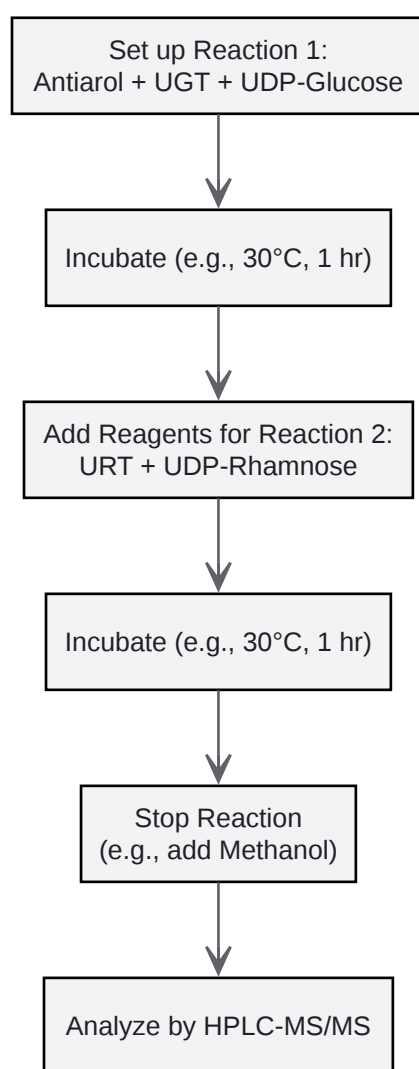 Set up Reaction 1:
Antiarol + UGT + UDP-Glucose
Incubate (e.g., 30°C, 1 hr)
Add Reagents for Reaction 2:
URT + UDP-Rhamnose
Incubate (e.g., 30°C, 1 hr)
Stop Reaction
(e.g., add Methanol)
Analyze by HPLC-MS/MS